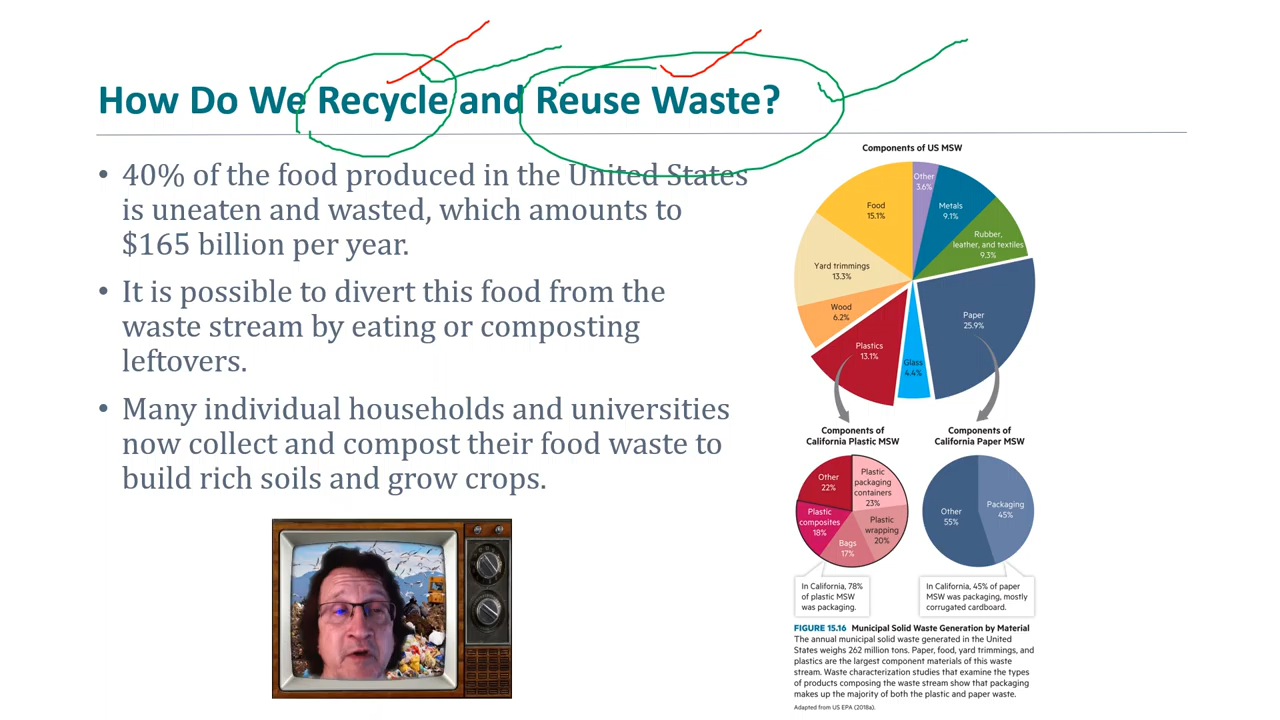 How Do We Recycle and Reuse Waste?
• 40% of the food produced in the United States
is uneaten and wasted, which amounts to
$165 billion per year.
• It is possible to divert this food from the
waste stream by eating or composting
leftovers.
• Many individual households and universities
now collect and compost their food waste to
build rich soils and grow crops.
Components of US MSW
Other
3.6%
Metals
9.1%
Rubber,
leather, and textiles
9.3%
Paper
25.9%
Glass
4.4%
Plastics
13.1%
Wood
6.2%
Yard trimmings
13.3%
Food
15.1%
Components of
California Plastic MSW
Other
22%
Plastic
packaging
containers
23%
Plastic
wrapping
20%
Bags
17%
Plastic
composites
18%
In California, 78%
of plastic MSW
was packaging.
Components of
California Paper MSW
Other
55%
Packaging
45%
In California, 45% of paper
MSW was packaging, mostly
corrugated cardboard.
FIGURE 15.16 Municipal Solid Waste Generation by Material
The annual municipal solid waste generated in the United
States weighs 262 million tons. Paper, food, yard trimmings, and
plastics are the largest component materials of this waste
stream. Waste characterization studies that examine the types
of products composing the waste stream show that packaging
makes up the majority of both the plastic and paper waste.
Adapted from US EPA (2018a).